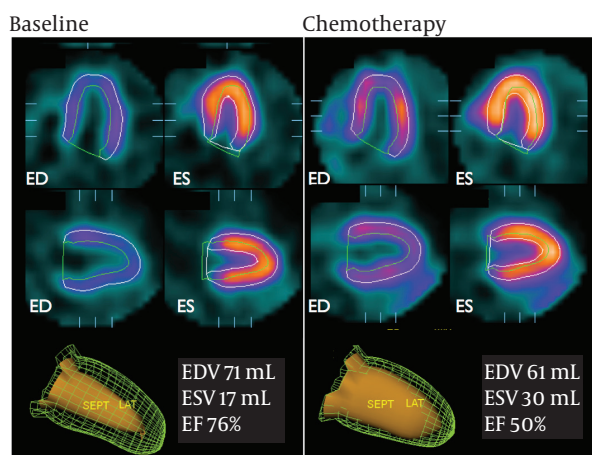 Baseline
Chemotherapy
ED
ES
ED
ES
ED
ES
ED
ES
SEPT LAT
EDV 71 mL
ESV 17 mL
EF 76%
SEPT LAT
EDV 61 mL
ESV 30 mL
EF 50%